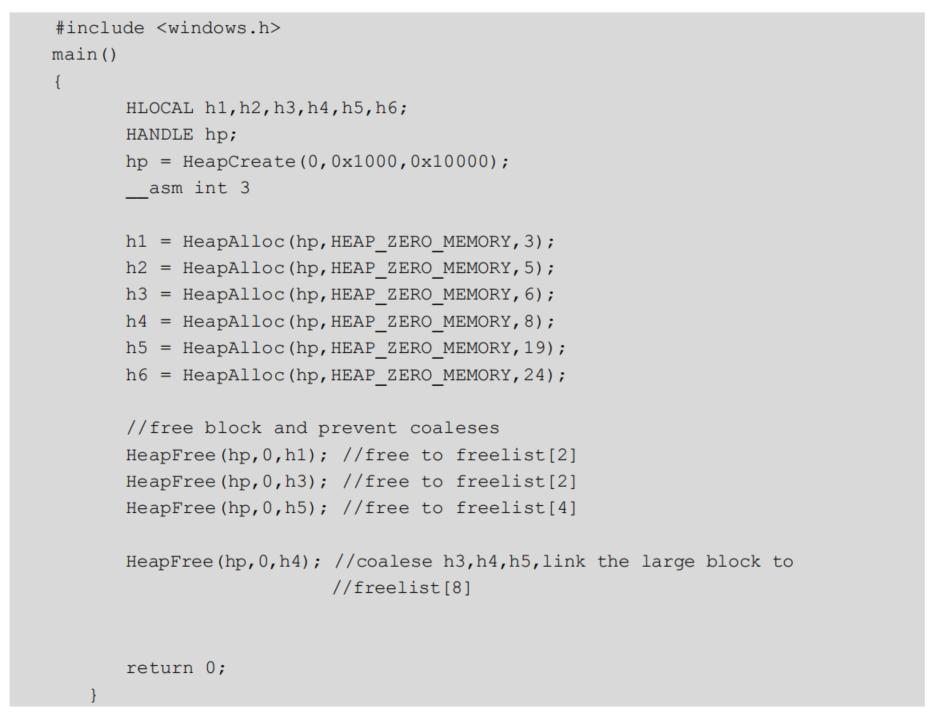 #include <windows.h>
main()
{
HLOCAL h1,h2,h3,h4,h5,h6;
HANDLE hp;
hp = HeapCreate(0,0x1000,0x10000);
__asm int 3
h1 = HeapAlloc(hp,HEAP_ZERO_MEMORY,3);
h2 = HeapAlloc(hp,HEAP_ZERO_MEMORY,5);
h3 = HeapAlloc(hp,HEAP_ZERO_MEMORY,6);
h4 = HeapAlloc(hp,HEAP_ZERO_MEMORY,8);
h5 = HeapAlloc(hp,HEAP_ZERO_MEMORY,19);
h6 = HeapAlloc(hp,HEAP_ZERO_MEMORY,24);
//free block and prevent coaleses
HeapFree(hp,0,h1); //free to freelist[2]
HeapFree(hp,0,h3); //free to freelist[2]
HeapFree(hp,0,h5); //free to freelist[4]
HeapFree(hp,0,h4); //coalese h3,h4,h5,link the large block to
//freelist[8]
return 0;
}